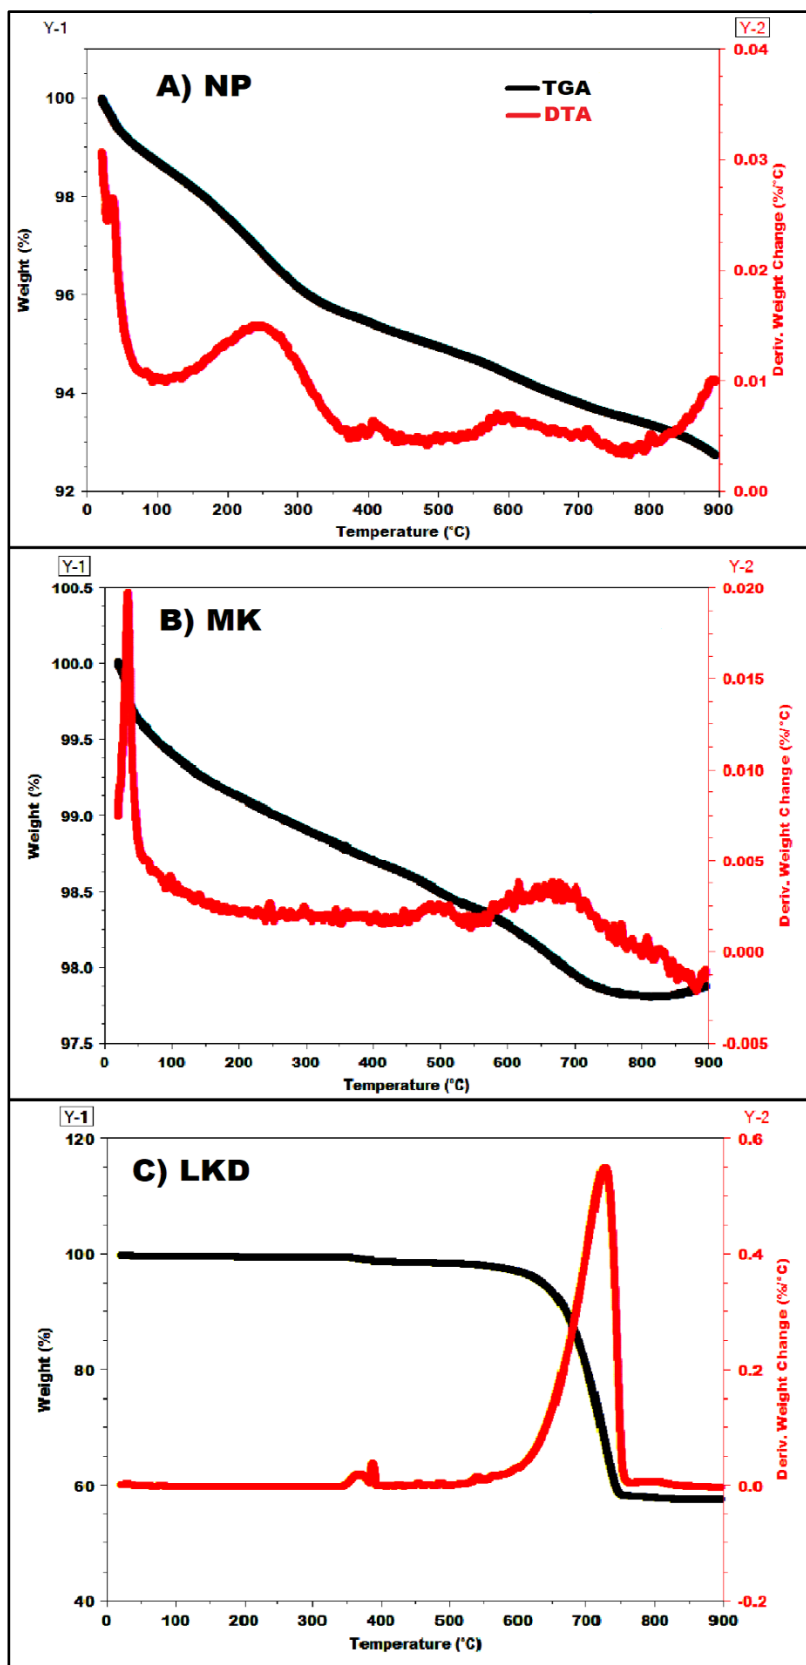 Y-1
Y-2
A) NP
TGA
DTA
100
98
96
94
92
0.04
0.03
0.02
0.01
0.00
Weight (%)
Deriv. Weight Change (%/°C)
0 100 200 300 400 500 600 700 800 900
Temperature (°C)
Y-1
Y-2
B) MK
100.5
100.0
99.5
99.0
98.5
98.0
97.5
0.020
0.015
0.010
0.005
0.000
-0.005
Weight (%)
Deriv. Weight Change (%/°C)
0 100 200 300 400 500 600 700 800 900
Temperature (°C)
Y-1
Y-2
C) LKD
120
100
80
60
40
0.6
0.4
0.2
0.0
-0.2
Weight (%)
Deriv. Weight Change (%/°C)
0 100 200 300 400 500 600 700 800 900
Temperature (°C)